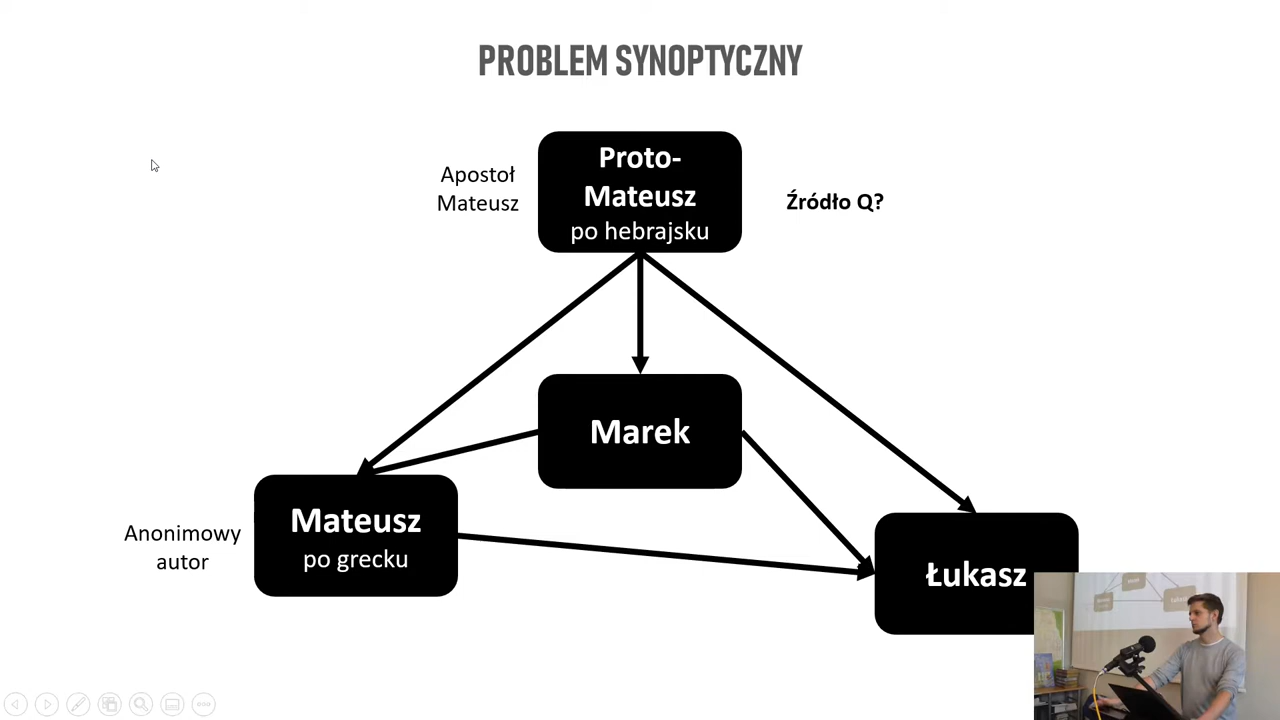 PROBLEM SYNOPTYCZNY
Apostoł
Mateusz
Proto-
Mateusz
po hebrajsku
Źródło Q?
Marek
Anonimowy
autor
Mateusz
po grecku
Łukasz